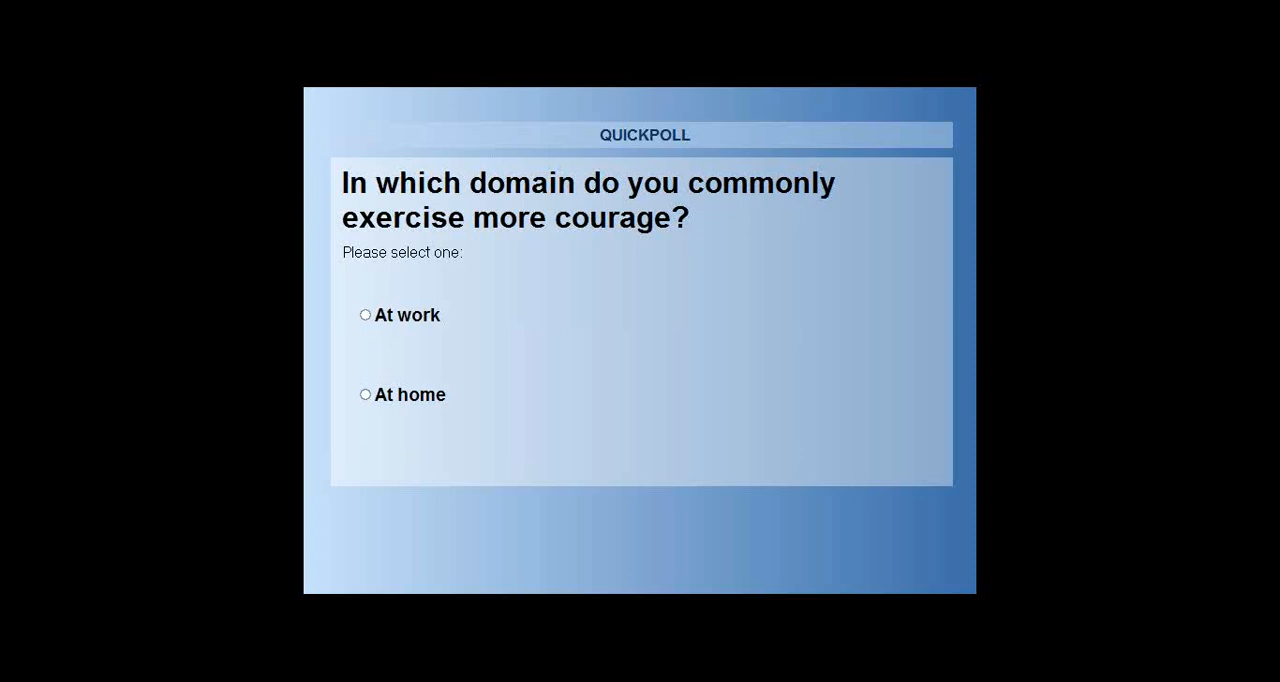 QUICKPOLL
In which domain do you commonly
exercise more courage?
Please select one:
At work
At home